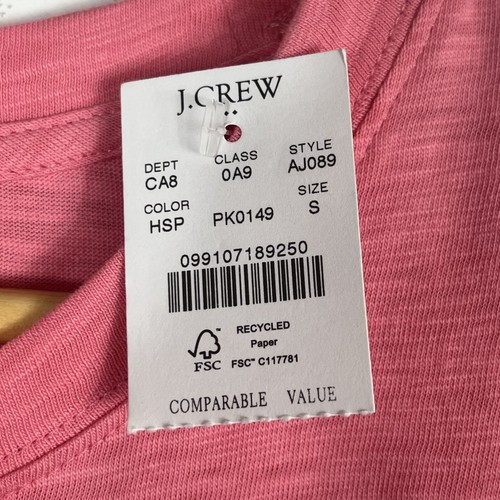 J.CREW
DEPT CLASS STYLE
CA8 0A9 AJ089
COLOR SIZE
HSP PK0149 S
099107189250
RECYCLED
Paper
FSC FSC™ C117781
COMPARABLE VALUE